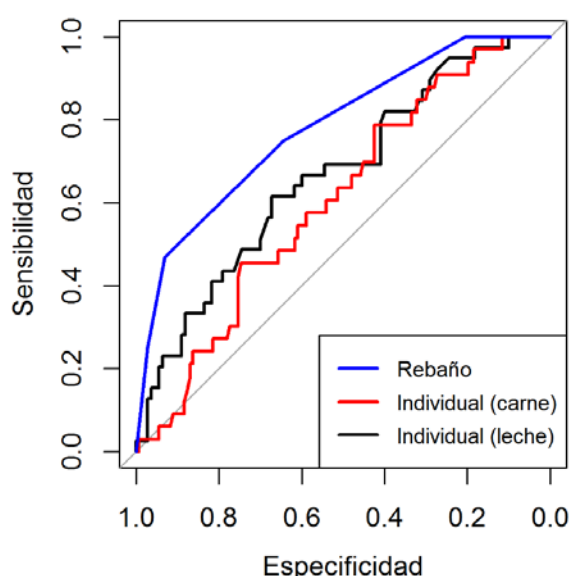 Sensibilidad
1.0
0.8
0.6
0.4
0.2
0.0
Rebaño
Individual (carne)
Individual (leche)
1.0 0.8 0.6 0.4 0.2 0.0
Especificidad